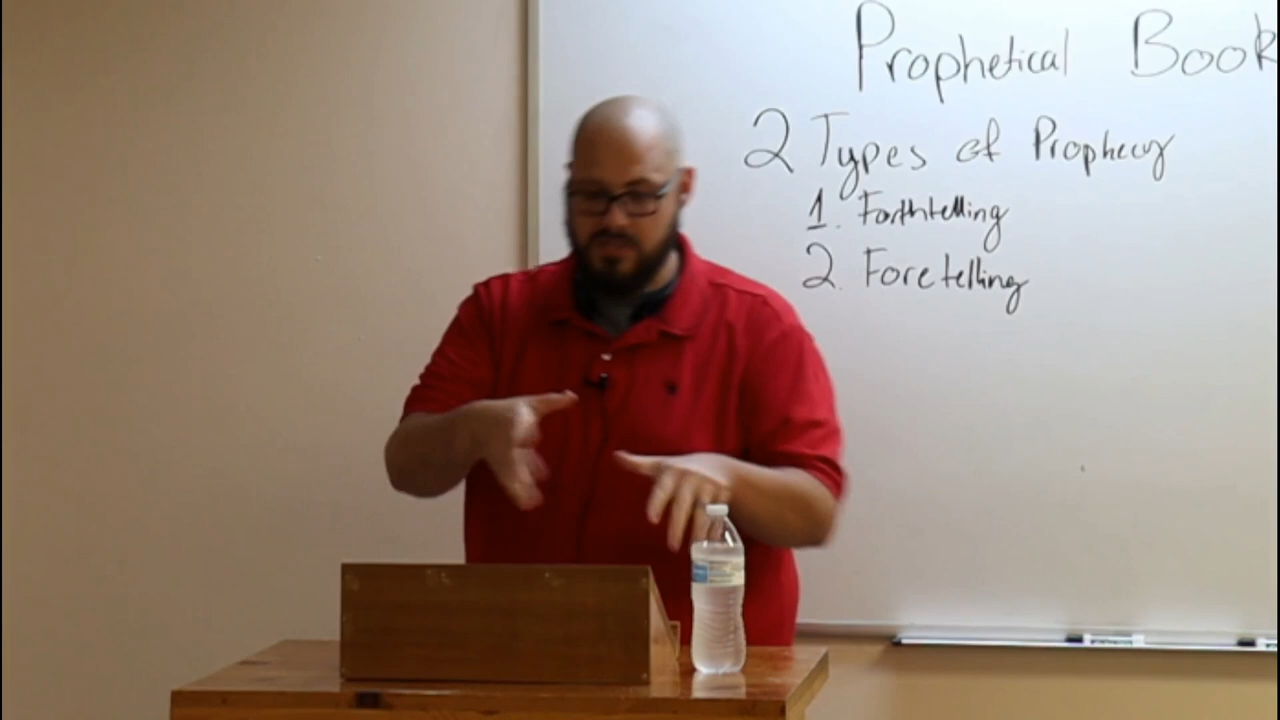 Prophetical Book
2 Types of Prophecy
1. Forthtelling
2. Foretelling